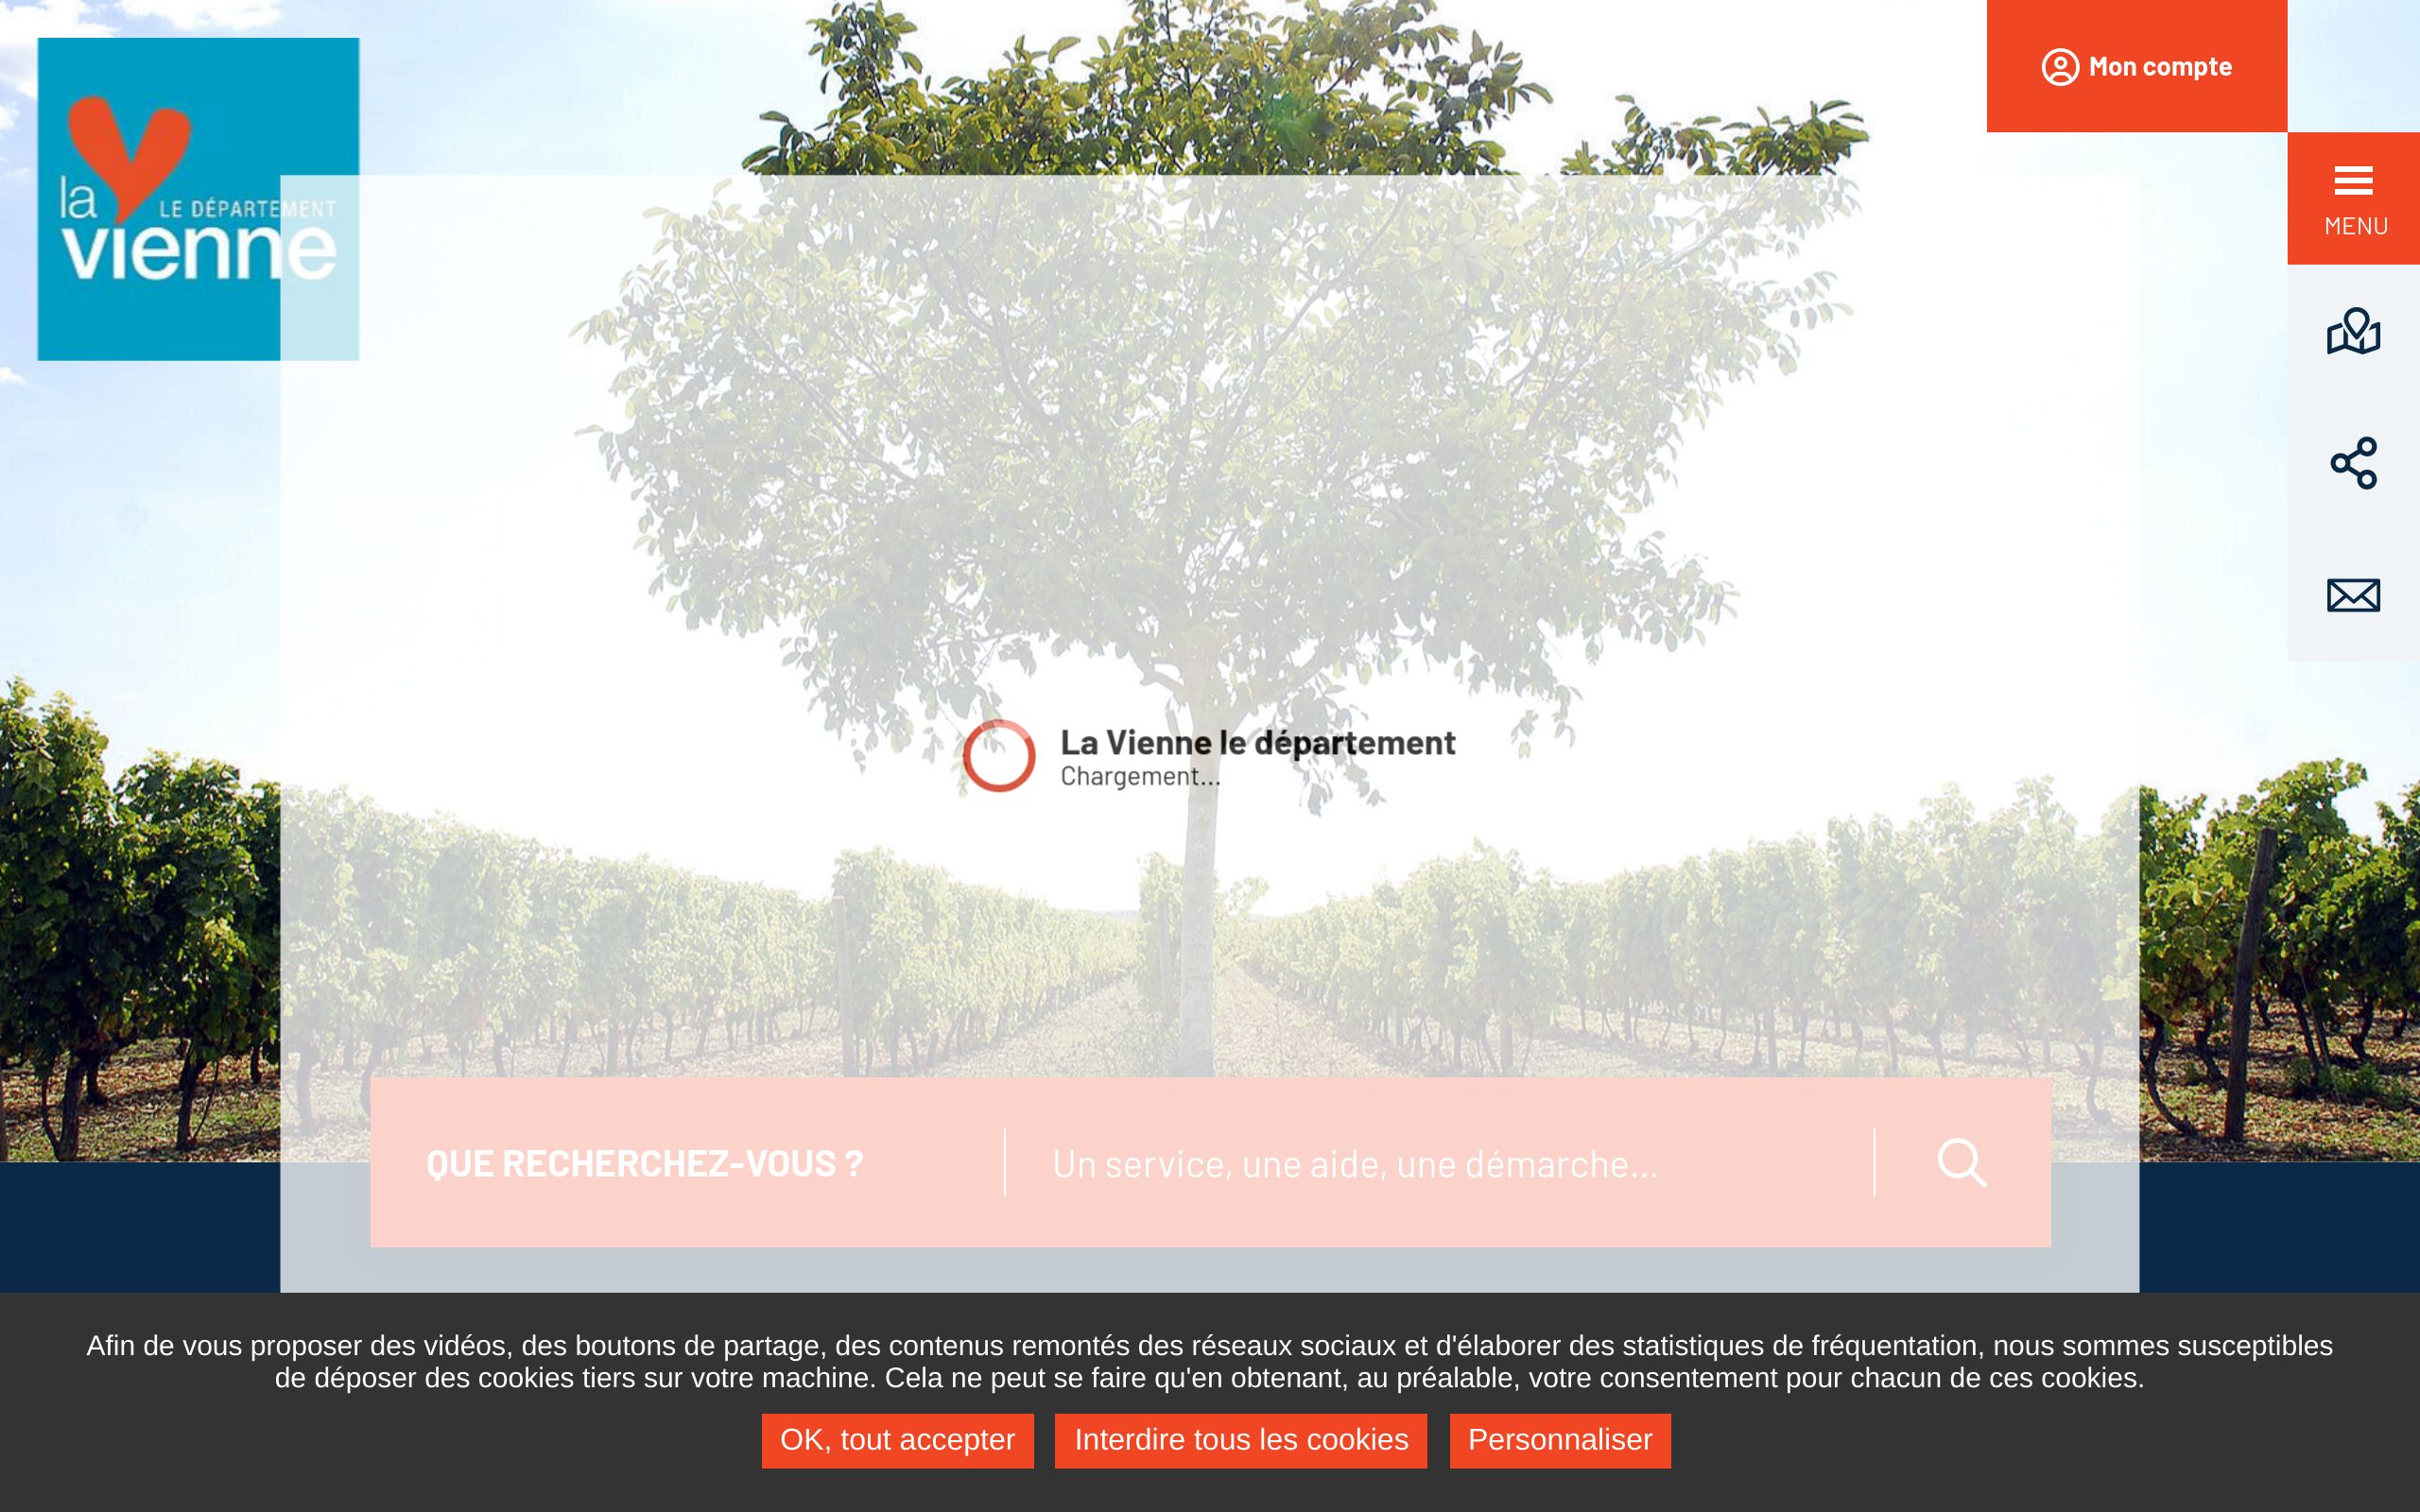 la
LE DÉPARTEMENT
vienne
Mon compte
MENU
La Vienne le département
Chargement...
QUE RECHERCHEZ-VOUS ?
Un service, une aide, une démarche...
Afin de vous proposer des vidéos, des boutons de partage, des contenus remontés des réseaux sociaux et d'élaborer des statistiques de fréquentation, nous sommes susceptibles
de déposer des cookies tiers sur votre machine. Cela ne peut se faire qu'en obtenant, au préalable, votre consentement pour chacun de ces cookies.
OK, tout accepter
Interdire tous les cookies
Personnaliser